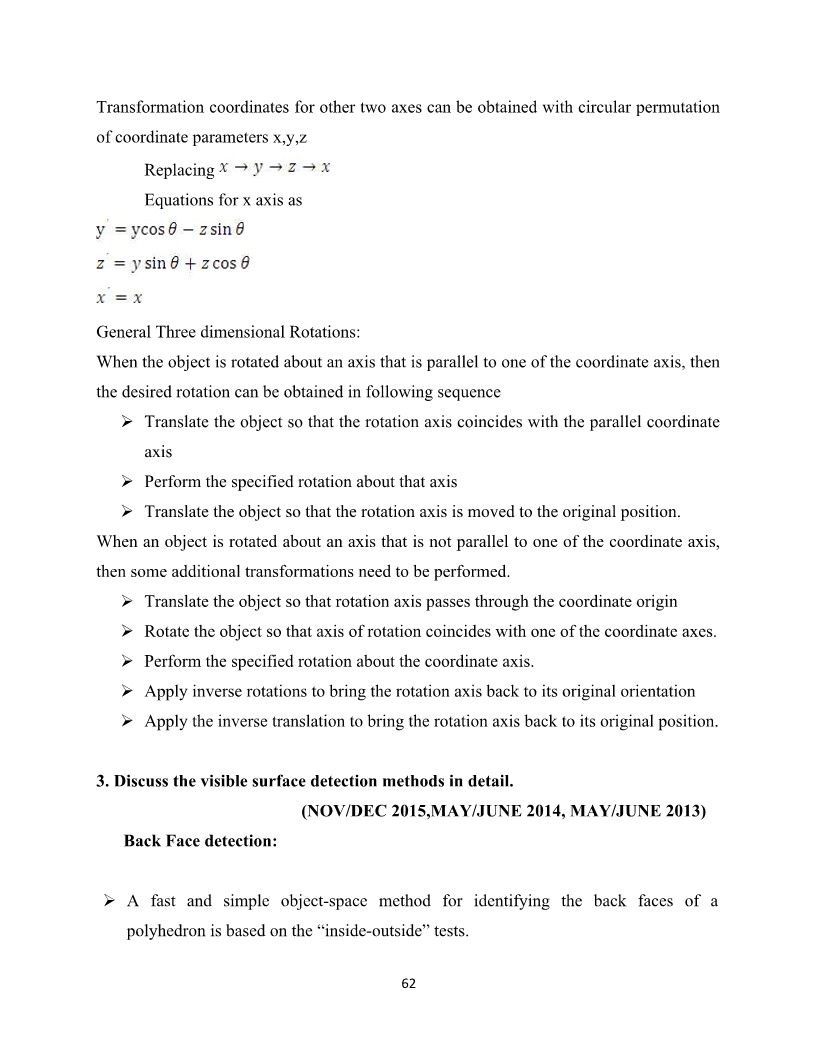 Transformation coordinates for other two axes can be obtained with circular permutation
of coordinate parameters x,y,z
Replacing x → y → z → x
Equations for x axis as
y' = ycos θ − z sin θ
z' = y sin θ + z cos θ
x' = x
General Three dimensional Rotations:
When the object is rotated about an axis that is parallel to one of the coordinate axis, then
the desired rotation can be obtained in following sequence
➢ Translate the object so that the rotation axis coincides with the parallel coordinate
axis
➢ Perform the specified rotation about that axis
➢ Translate the object so that the rotation axis is moved to the original position.
When an object is rotated about an axis that is not parallel to one of the coordinate axis,
then some additional transformations need to be performed.
➢ Translate the object so that rotation axis passes through the coordinate origin
➢ Rotate the object so that axis of rotation coincides with one of the coordinate axes.
➢ Perform the specified rotation about the coordinate axis.
➢ Apply inverse rotations to bring the rotation axis back to its original orientation
➢ Apply the inverse translation to bring the rotation axis back to its original position.
3. Discuss the visible surface detection methods in detail.
(NOV/DEC 2015,MAY/JUNE 2014, MAY/JUNE 2013)
Back Face detection:
➢ A fast and simple object-space method for identifying the back faces of a
polyhedron is based on the “inside-outside” tests.
62